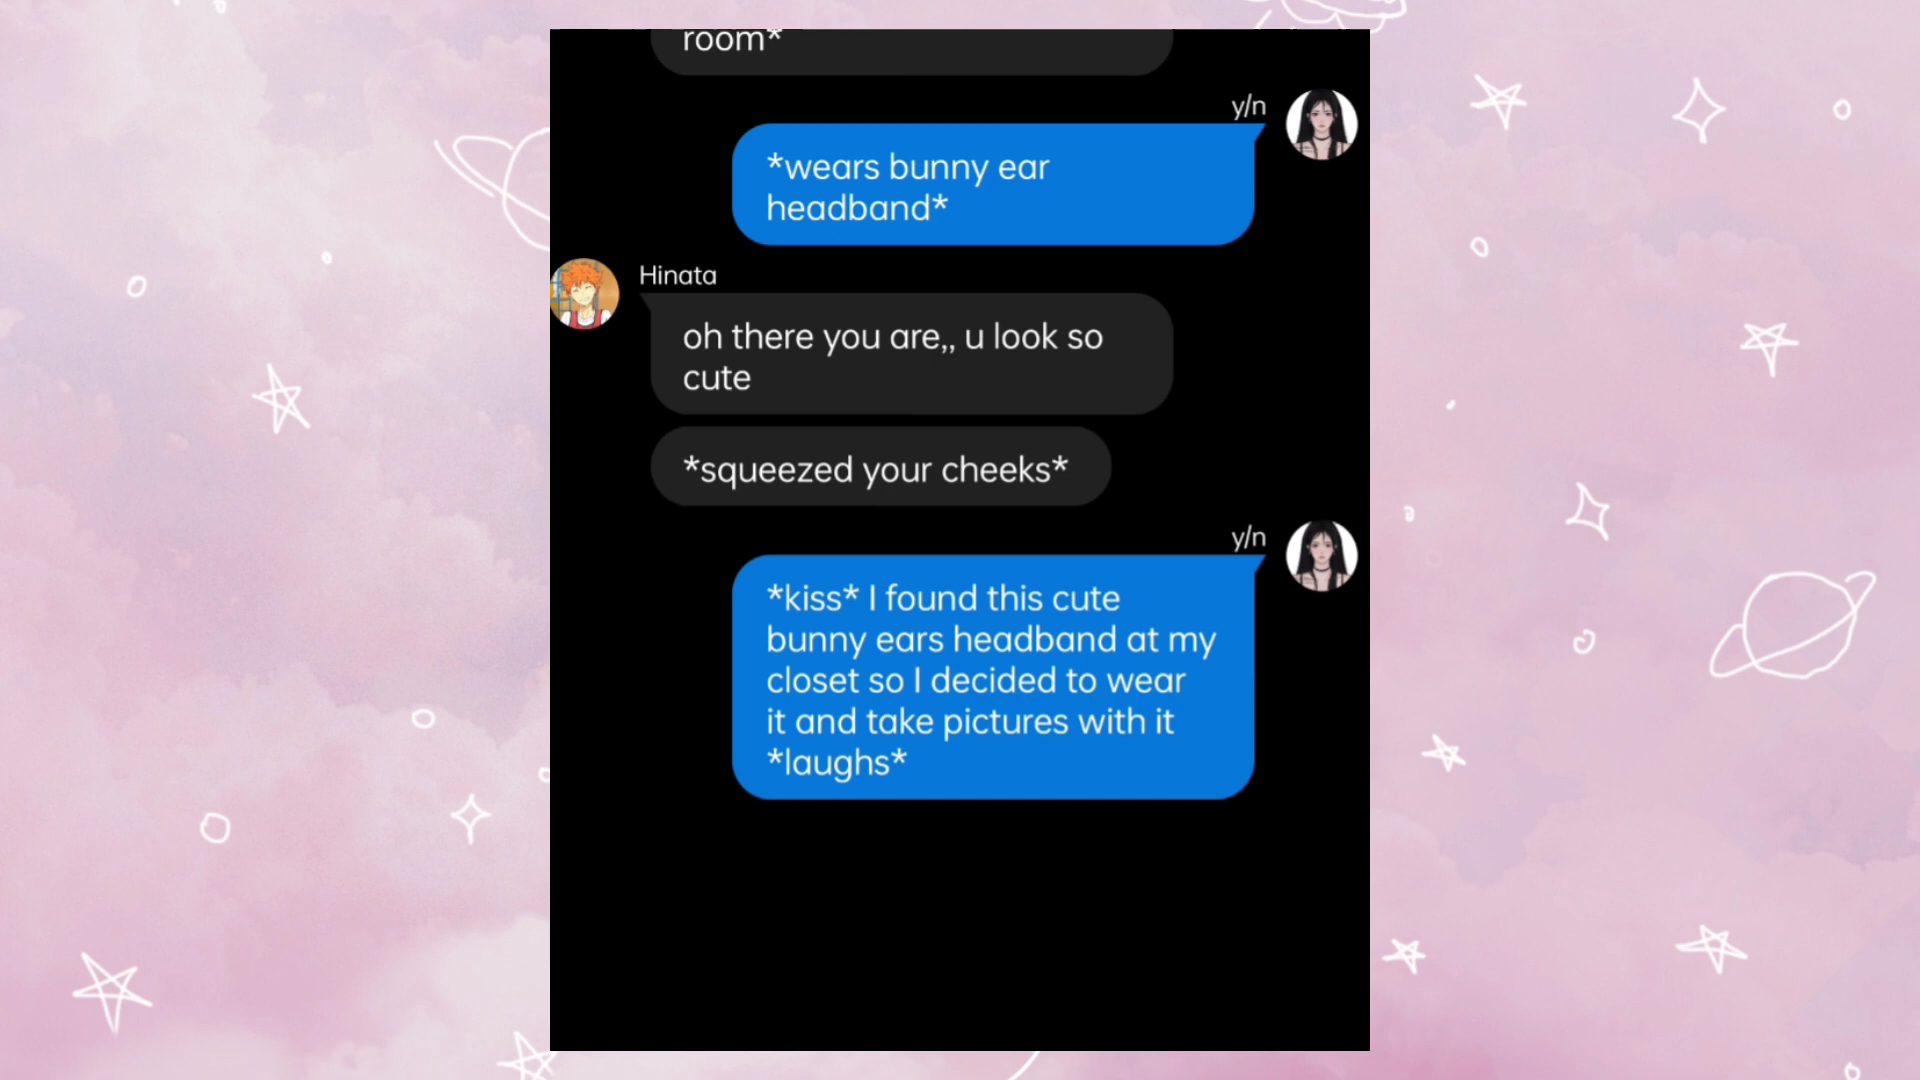 room*
y/n
*wears bunny ear
headband*
Hinata
oh there you are,, u look so
cute
*squeezed your cheeks*
y/n
*kiss* I found this cute
bunny ears headband at my
closet so I decided to wear
it and take pictures with it
*laughs*